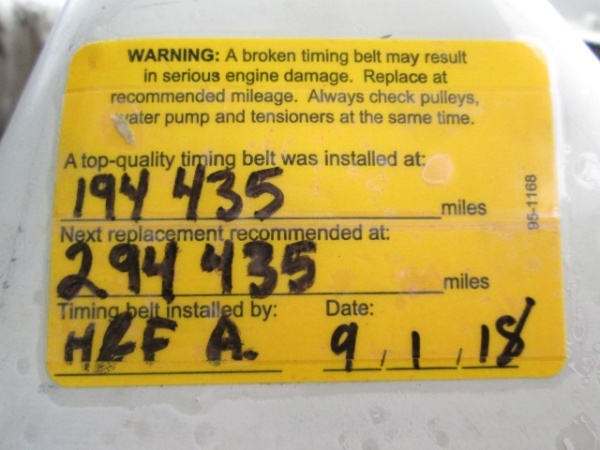 WARNING: A broken timing belt may result
in serious engine damage. Replace at
recommended mileage. Always check pulleys,
water pump and tensioners at the same time.
A top-quality timing belt was installed at:
194 435 miles
Next replacement recommended at:
294 435 miles
Timing belt installed by: Date:
H&F A. 9 / 1 / 18
95-1168